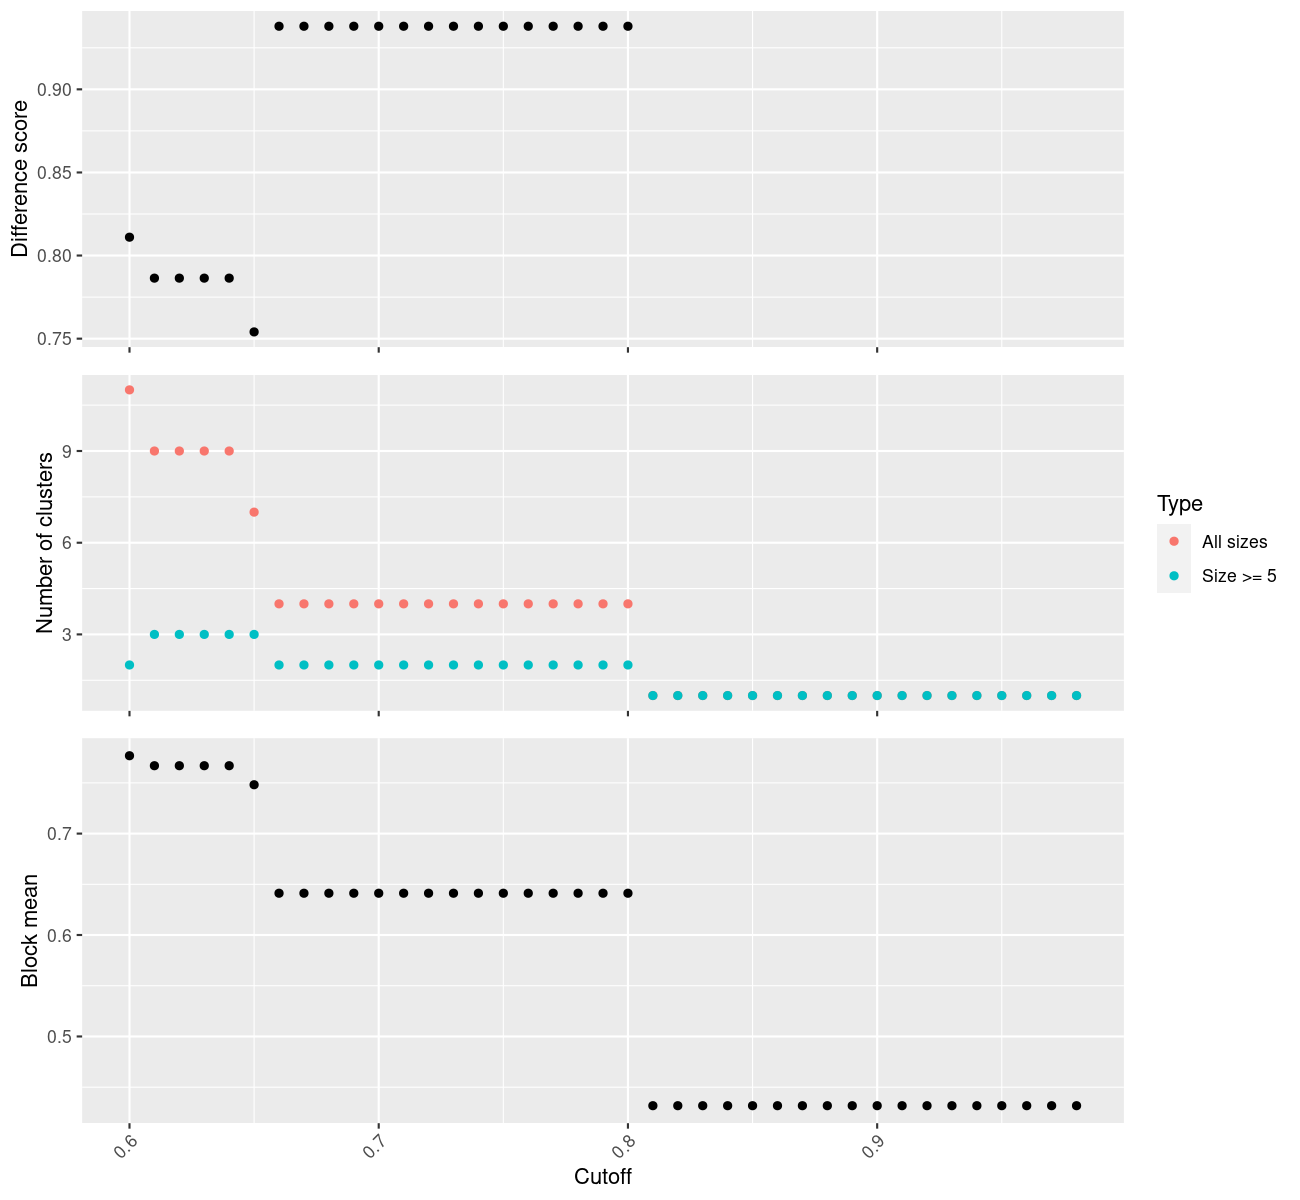 Difference score
0.90
0.85
0.80
0.75
Number of clusters
9
6
3
Type
All sizes
Size >= 5
Block mean
0.7
0.6
0.5
0.6
0.7
0.8
0.9
Cutoff